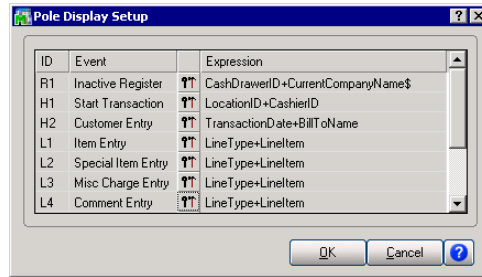 Pole Display Setup
ID Event Expression
R1 Inactive Register CashDrawerID+CurrentCompanyName$
H1 Start Transaction LocationID+CashierID
H2 Customer Entry TransactionDate+BillToName
L1 Item Entry LineType+LineItem
L2 Special Item Entry LineType+LineItem
L3 Misc Charge Entry LineType+LineItem
L4 Comment Entry LineType+LineItem
OK Cancel